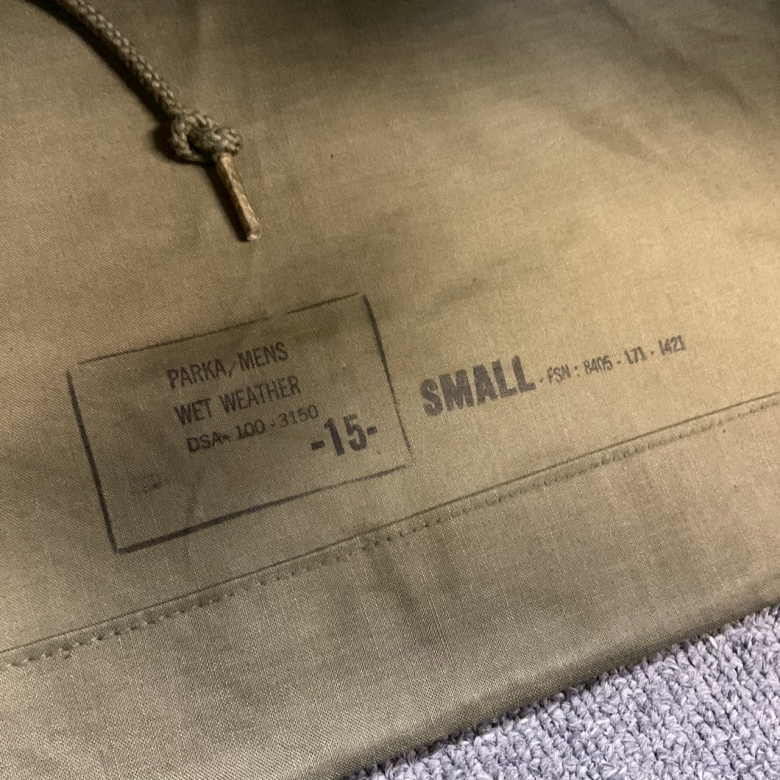 PARKA, MENS
WET WEATHER
DSA- 100 - 3150
-15-
SMALL - FSN : 8405 - 171 - 1421